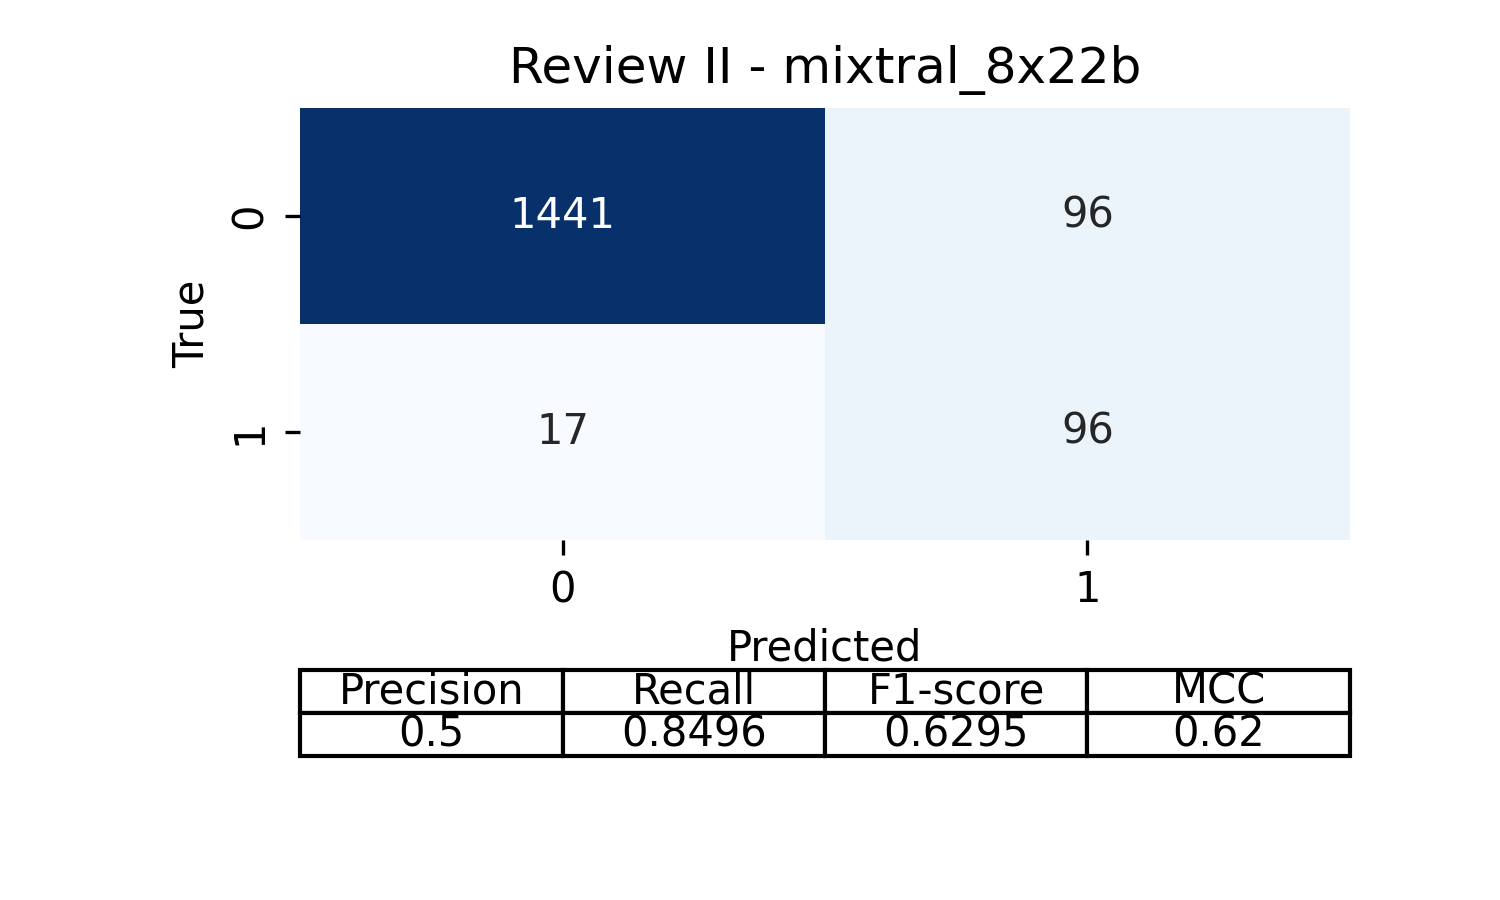 Review II - mixtral_8x22b
0 1441 96
True
1 17 96
0 1
Predicted
Precision Recall F1-score MCC
0.5 0.8496 0.6295 0.62